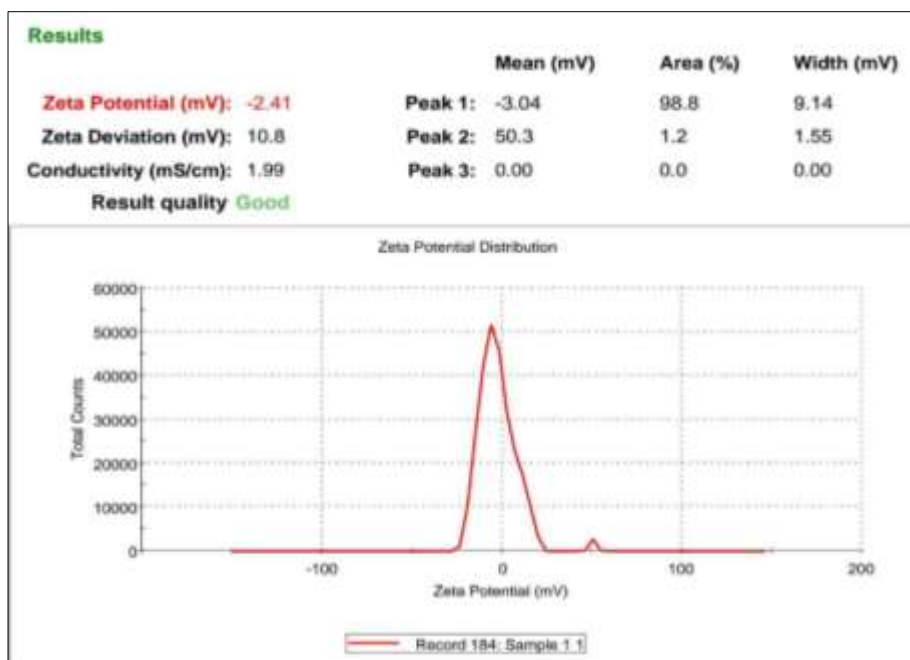 Results
Mean (mV) Area (%) Width (mV)
Zeta Potential (mV): -2.41 Peak 1: -3.04 98.8 9.14
Zeta Deviation (mV): 10.8 Peak 2: 50.3 1.2 1.55
Conductivity (mS/cm): 1.99 Peak 3: 0.00 0.0 0.00
Result quality Good
Zeta Potential Distribution
60000
50000
40000
30000
20000
10000
0
Total Counts
-100 0 100 200
Zeta Potential (mV)
Record 184: Sample 1 1